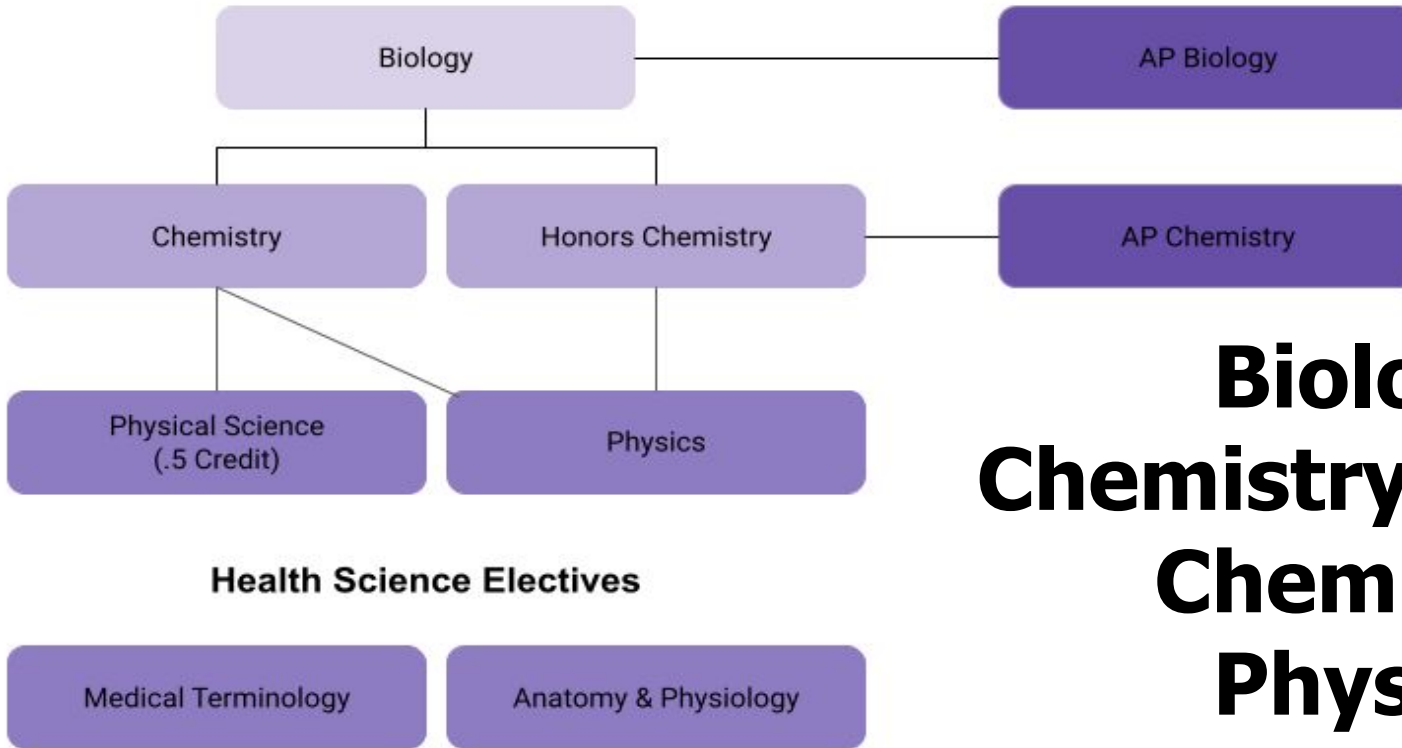 Biology
AP Biology
Chemistry
Honors Chemistry
AP Chemistry
Physical Science
(.5 Credit)
Physics
Health Science Electives
Medical Terminology
Anatomy & Physiology
Chemistry